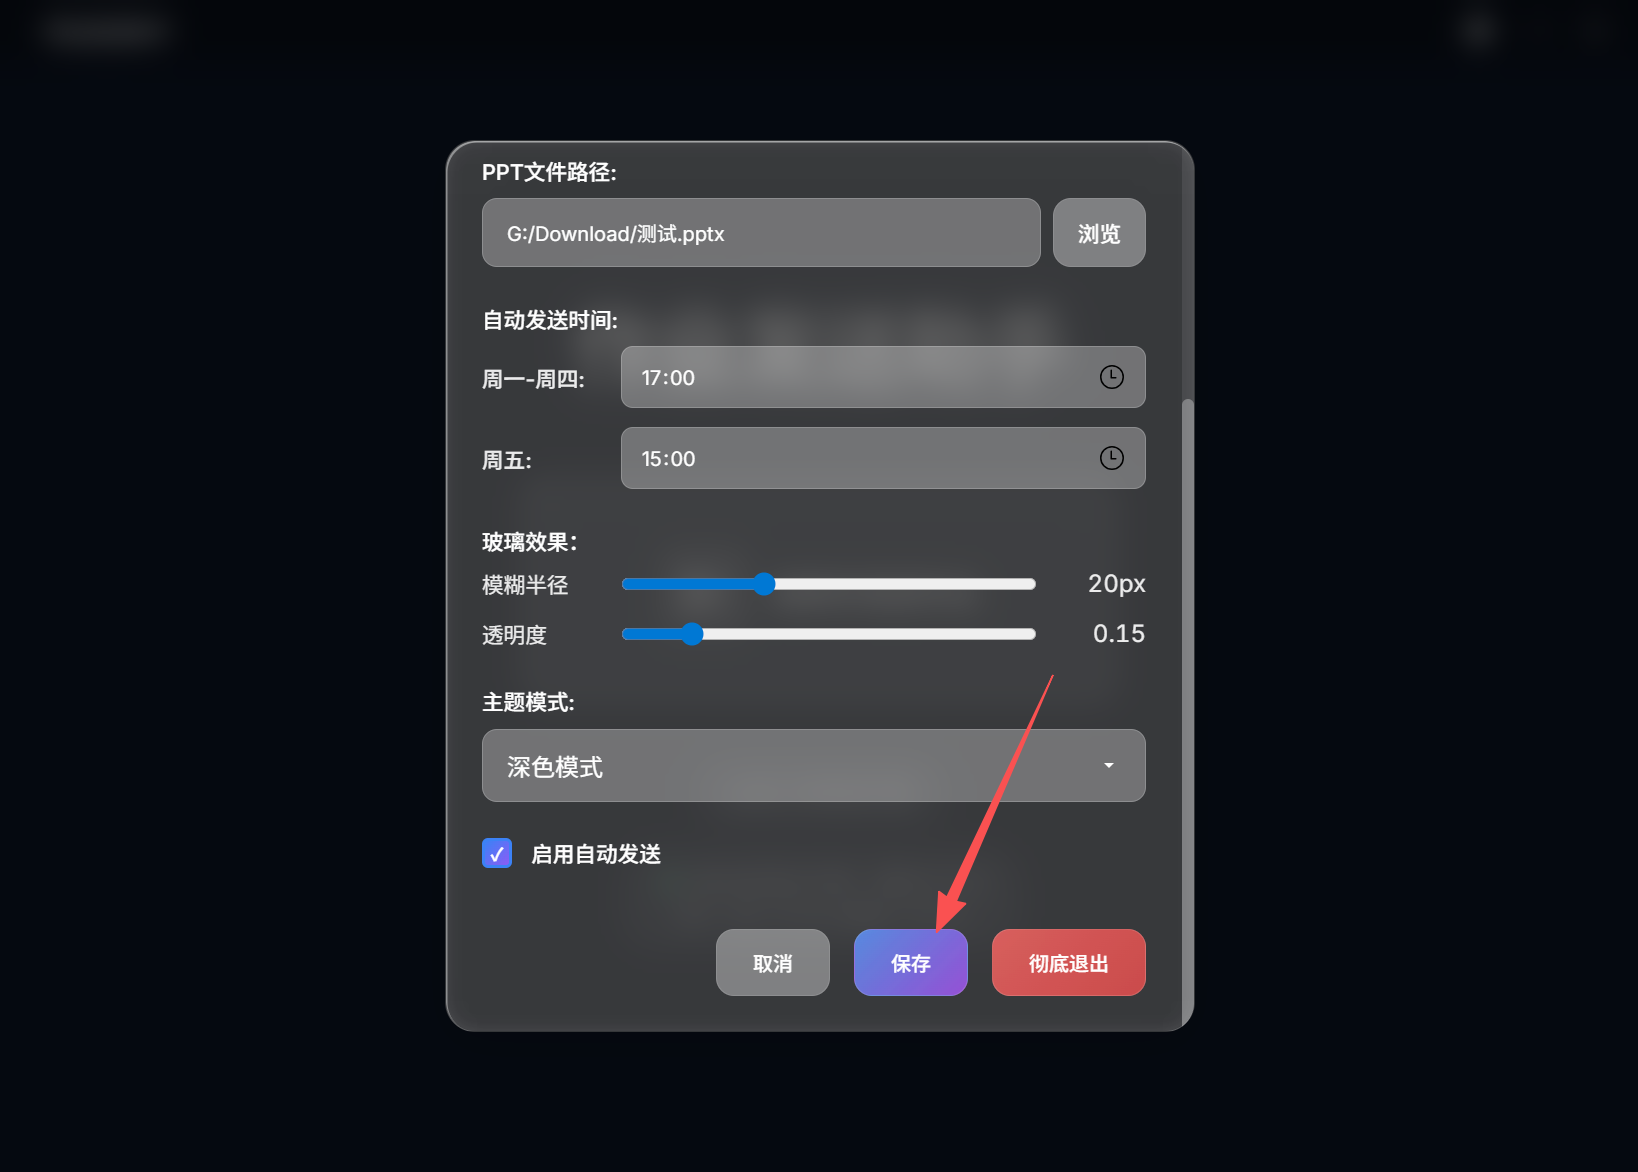 PPT文件路径:
G:/Download/测试.pptx
浏览
自动发送时间:
周一-周四:
17:00
周五:
15:00
玻璃效果：
模糊半径
20px
透明度
0.15
主题模式:
深色模式
启用自动发送
取消
保存
彻底退出